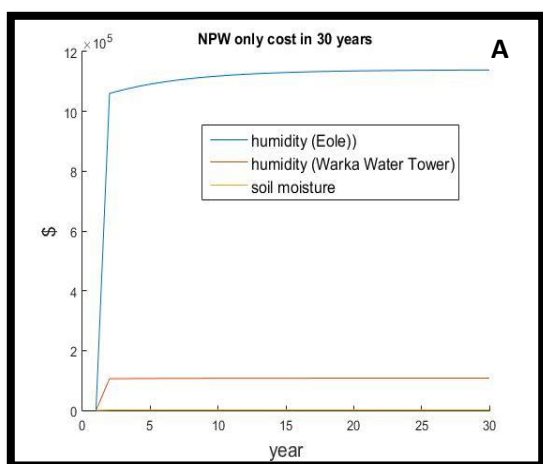 NPW only cost in 30 years
A
×10⁵
12
10
8
6
4
2
0
$
humidity (Eole))
humidity (Warka Water Tower)
soil moisture
0 5 10 15 20 25 30
year